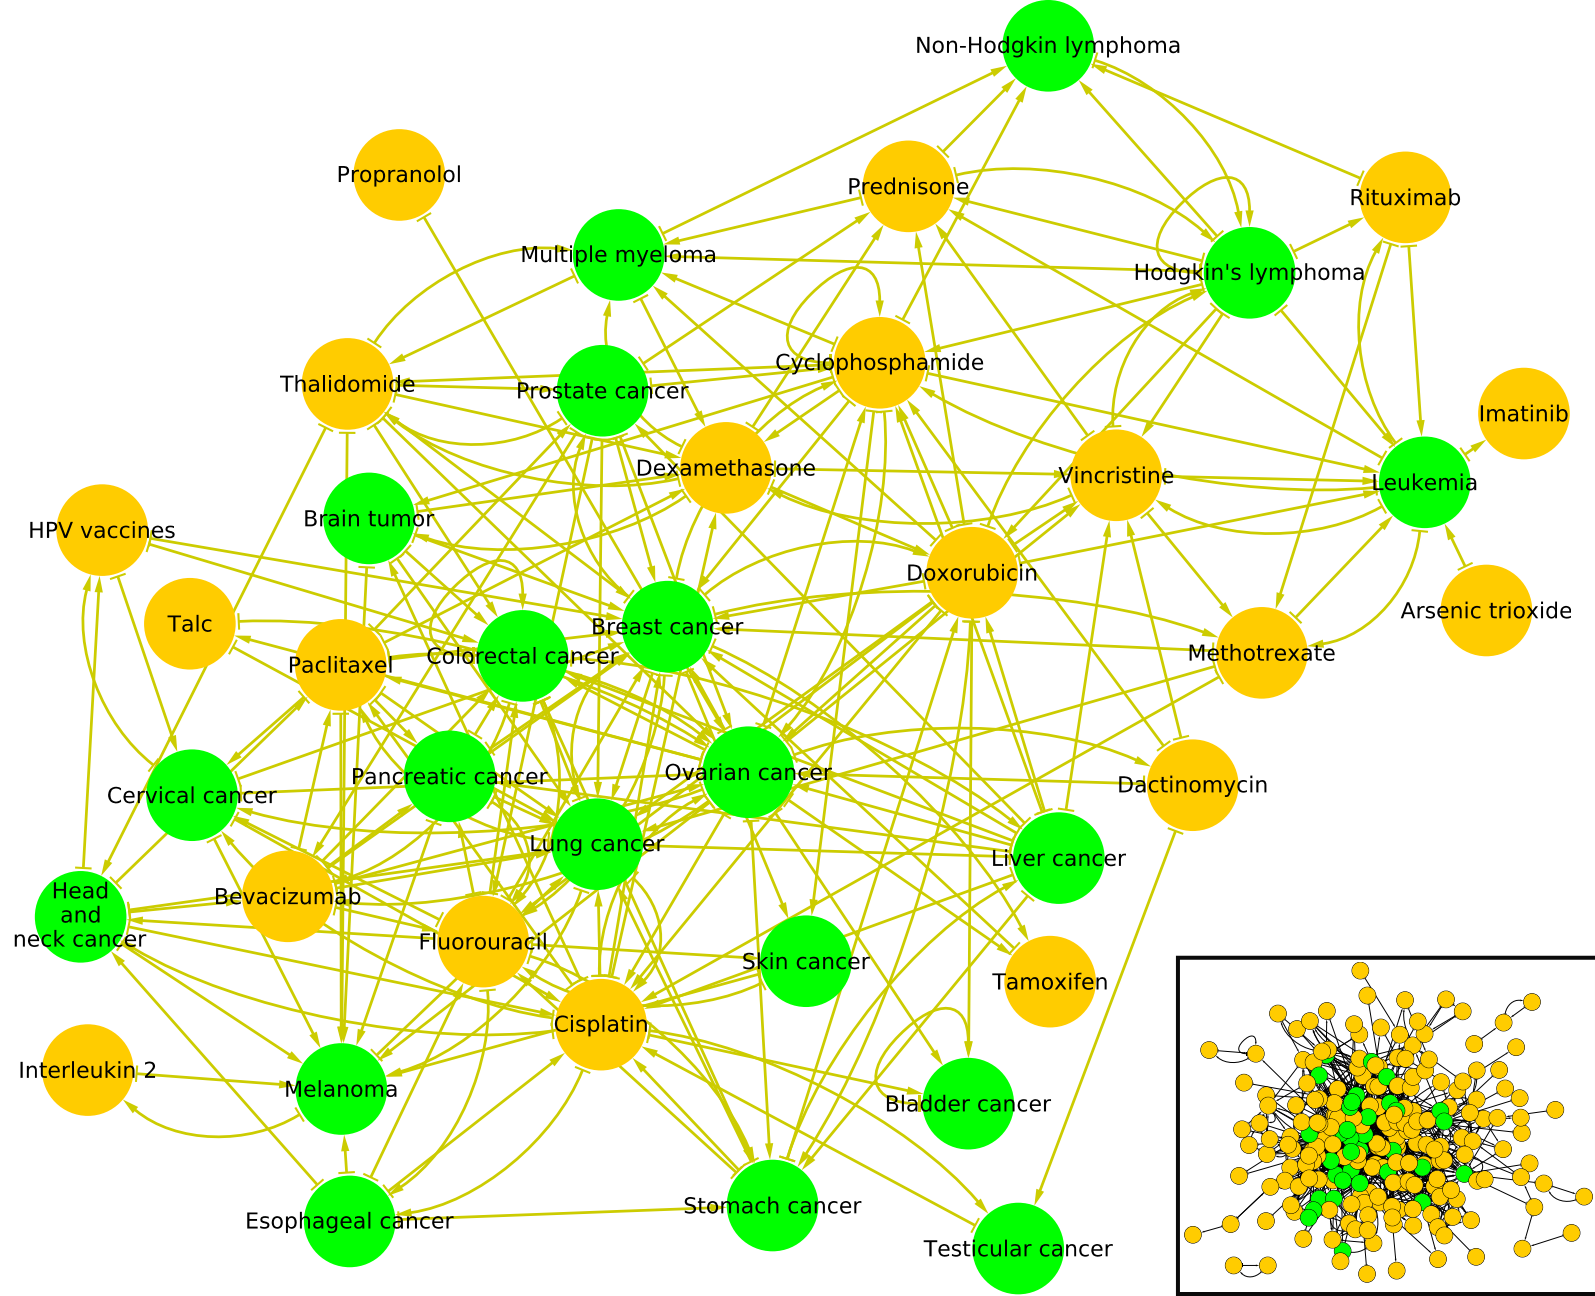 Non-Hodgkin lymphoma
Propranolol
Prednisone
Rituximab
Multiple myeloma
Hodgkin's lymphoma
Cyclophosphamide
Thalidomide
Prostate cancer
Imatinib
Dexamethasone
Vincristine
Leukemia
Brain tumor
HPV vaccines
Doxorubicin
Arsenic trioxide
Talc
Breast cancer
Methotrexate
Colorectal cancer
Paclitaxel
Ovarian cancer
Pancreatic cancer
Dactinomycin
Cervical cancer
Lung cancer
Liver cancer
Head
and
neck cancer
Bevacizumab
Fluorouracil
Skin cancer
Tamoxifen
Cisplatin
Interleukin 2
Melanoma
Bladder cancer
Stomach cancer
Esophageal cancer
Testicular cancer